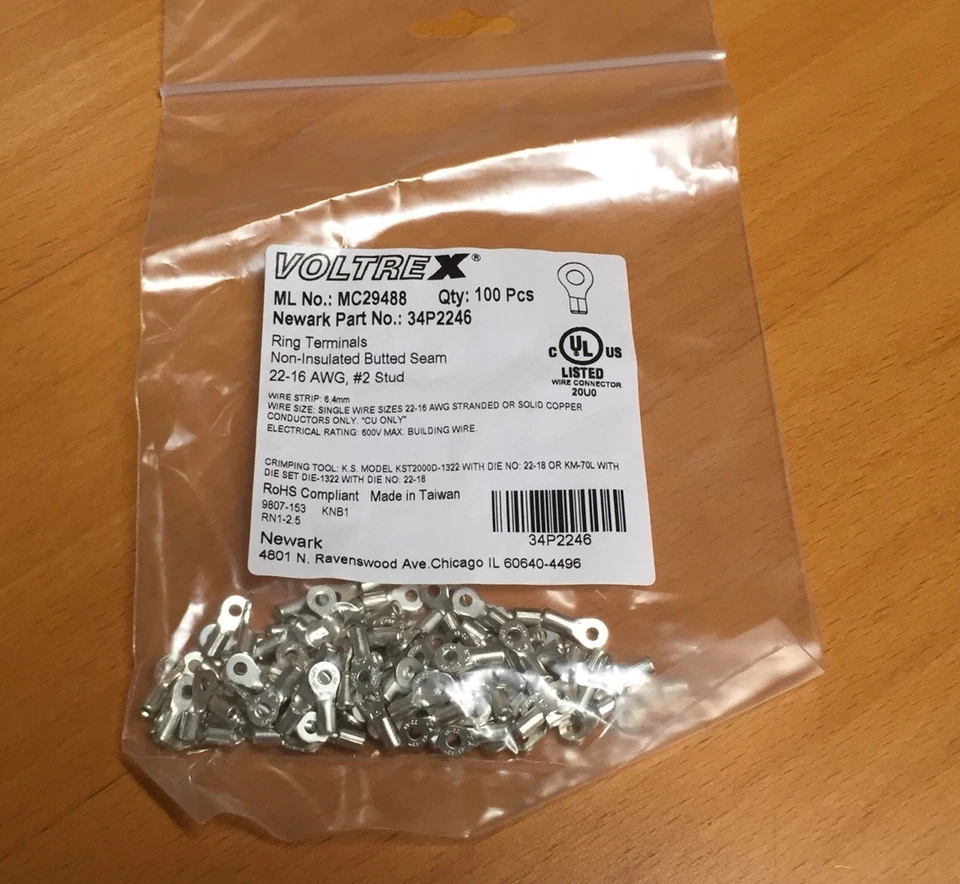 VOLTREX®
ML No.: MC29488 Qty: 100 Pcs
Newark Part No.: 34P2246
Ring Terminals
Non-Insulated Butted Seam
22-16 AWG, #2 Stud
C UL US
LISTED
WIRE CONNECTOR
20U0
WIRE STRIP: 6.4mm
WIRE SIZE: SINGLE WIRE SIZES 22-16 AWG STRANDED OR SOLID COPPER
CONDUCTORS ONLY. "CU ONLY"
ELECTRICAL RATING: 600V MAX. BUILDING WIRE.
CRIMPING TOOL: K.S. MODEL KST2000D-1322 WITH DIE NO: 22-18 OR KM-70L WITH
DIE SET DIE-1322 WITH DIE NO: 22-18
RoHS Compliant Made in Taiwan
9807-153 KNB1
RN1-2.5
34P2246
Newark
4801 N. Ravenswood Ave.Chicago IL 60640-4496